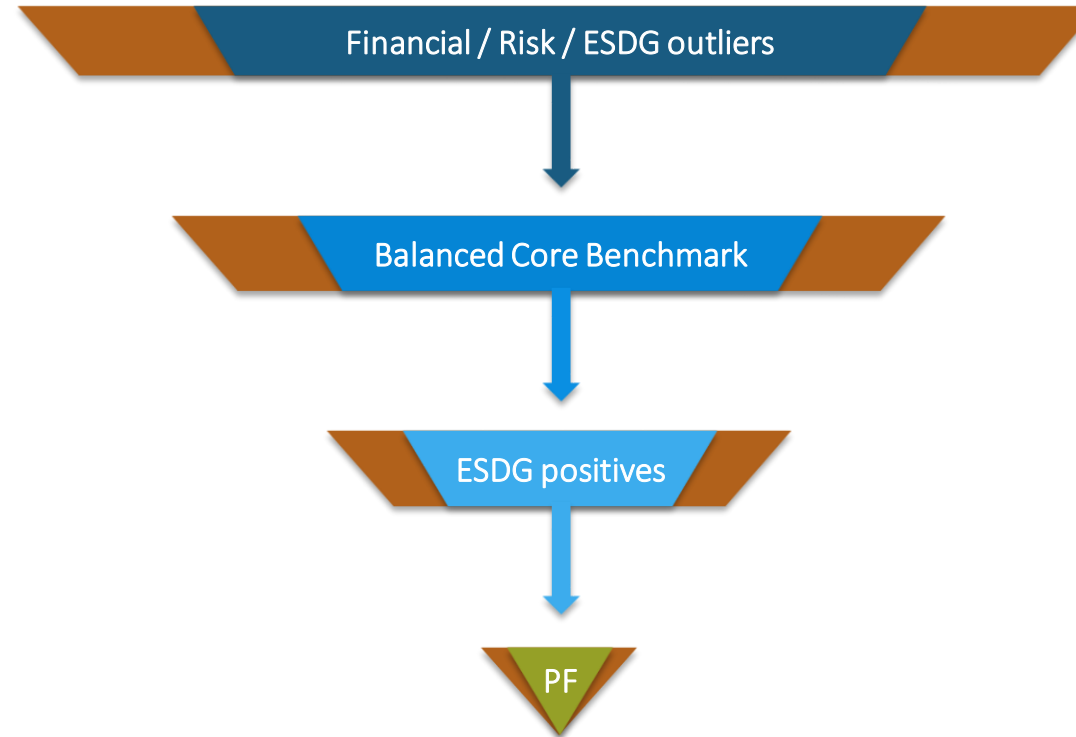 Financial / Risk / ESDG outliers
Balanced Core Benchmark
ESDG positives
PF